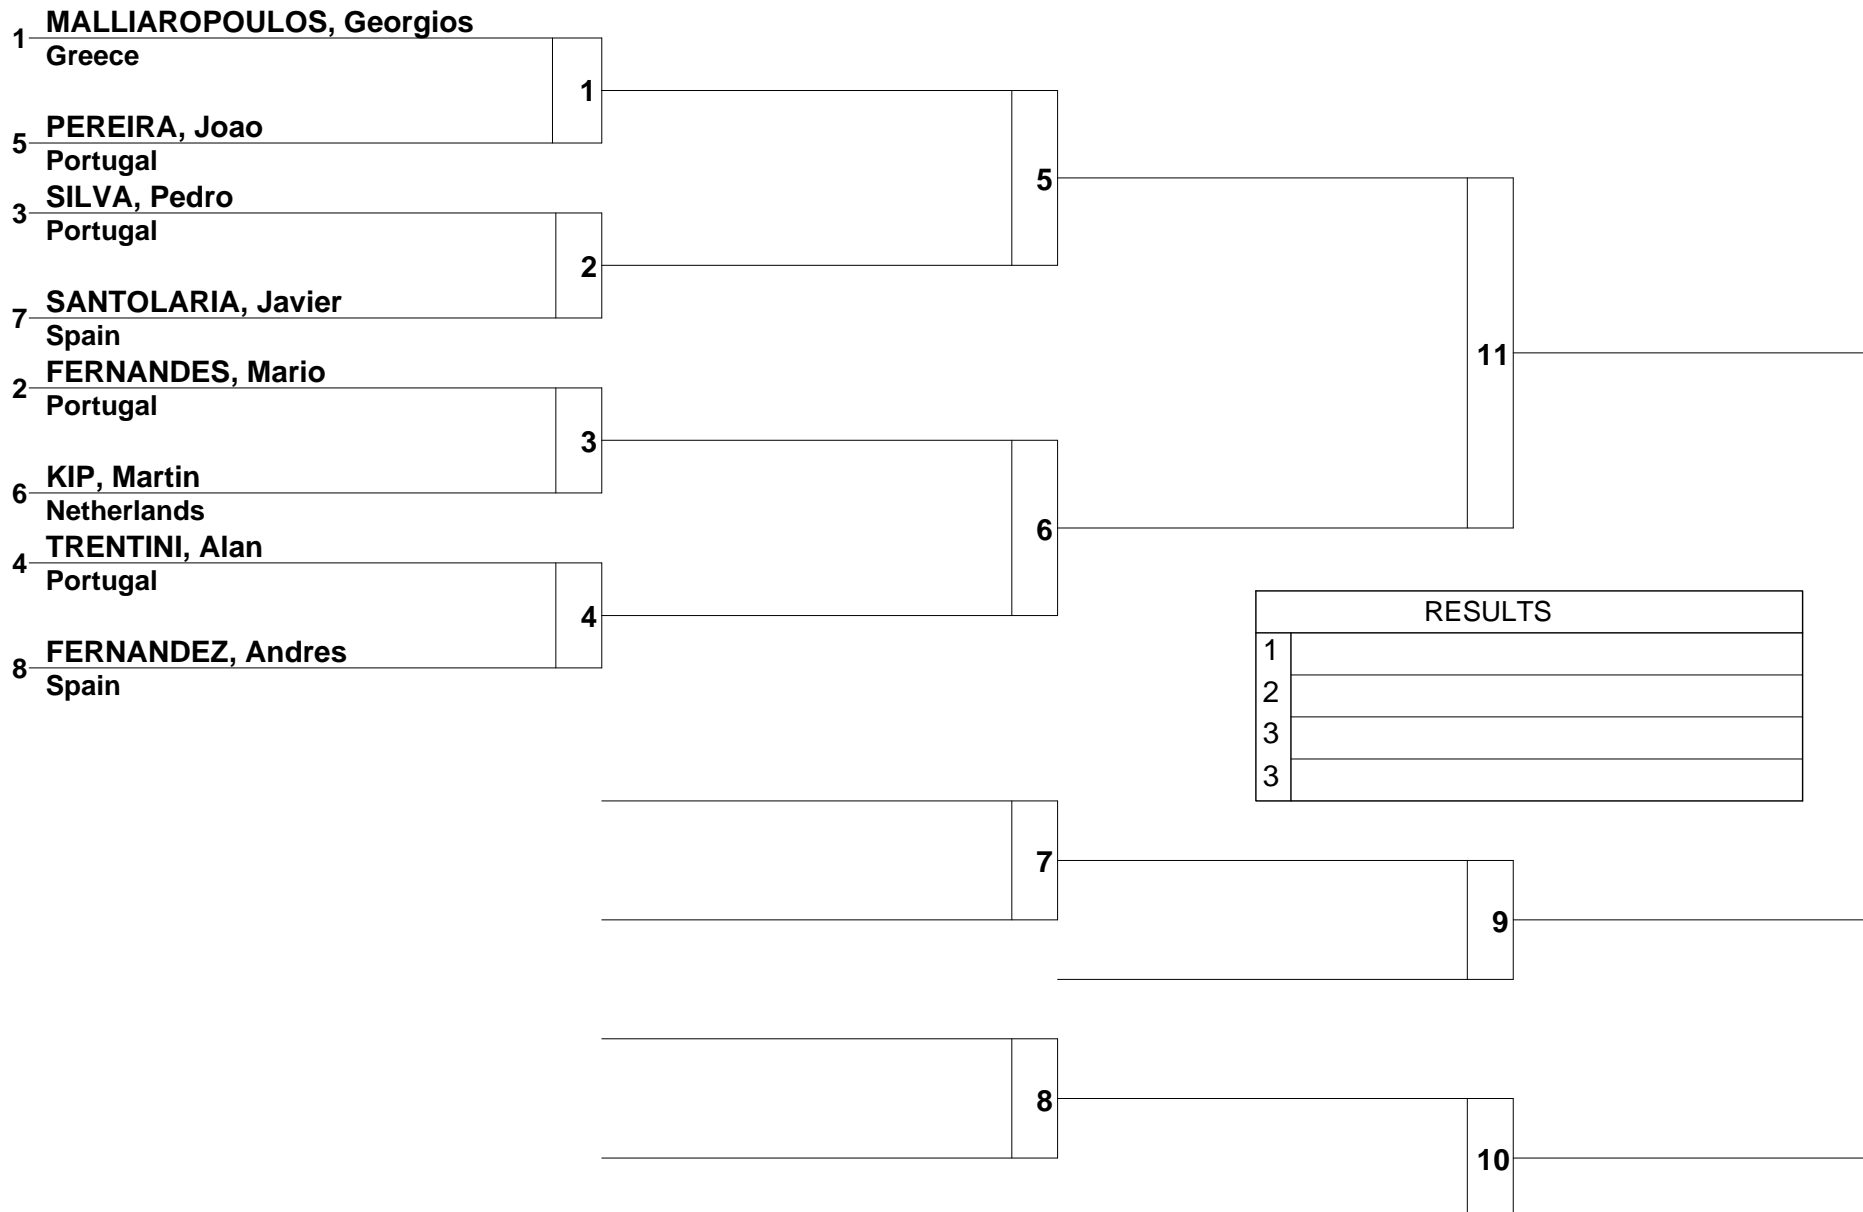 1 MALLIAROPOULOS, Georgios
Greece
1
5 PEREIRA, Joao
Portugal
5
3 SILVA, Pedro
Portugal
2
7 SANTOLARIA, Javier
Spain
11
2 FERNANDES, Mario
Portugal
3
6 KIP, Martin
Netherlands
6
4 TRENTINI, Alan
Portugal
4
8 FERNANDEZ, Andres
Spain
RESULTS
1
2
3
3
7
9
8
10